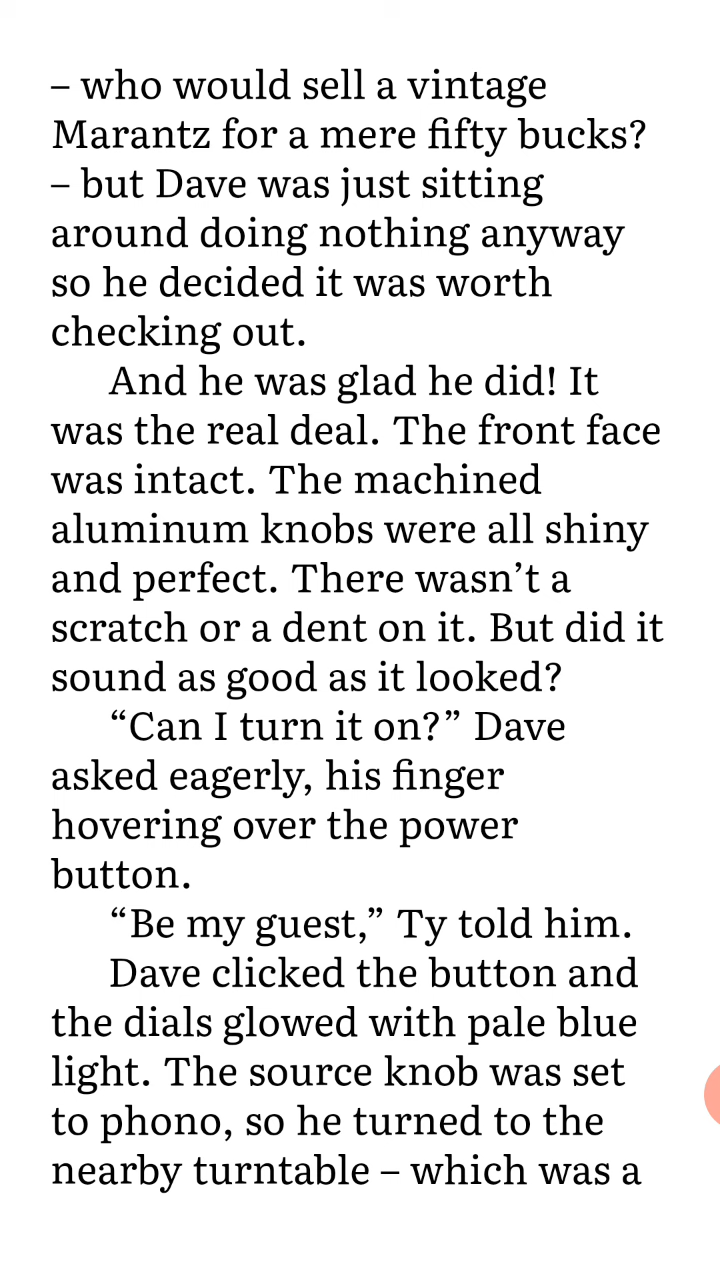 – who would sell a vintage
Marantz for a mere fifty bucks?
– but Dave was just sitting
around doing nothing anyway
so he decided it was worth
checking out.
And he was glad he did! It
was the real deal. The front face
was intact. The machined
aluminum knobs were all shiny
and perfect. There wasn’t a
scratch or a dent on it. But did it
sound as good as it looked?
“Can I turn it on?” Dave
asked eagerly, his finger
hovering over the power
button.
“Be my guest,” Ty told him.
Dave clicked the button and
the dials glowed with pale blue
light. The source knob was set
to phono, so he turned to the
nearby turntable – which was a